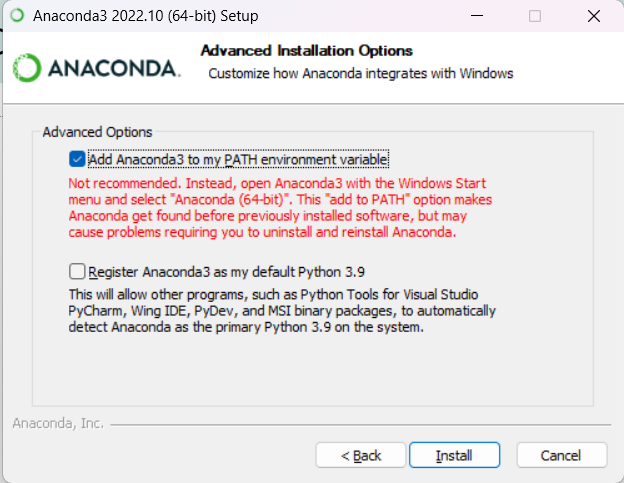 Anaconda3 2022.10 (64-bit) Setup
Advanced Installation Options
Customize how Anaconda integrates with Windows
ANACONDA.
Advanced Options
Add Anaconda3 to my PATH environment variable
Not recommended. Instead, open Anaconda3 with the Windows Start
menu and select "Anaconda (64-bit)". This "add to PATH" option makes
Anaconda get found before previously installed software, but may
cause problems requiring you to uninstall and reinstall Anaconda.
Register Anaconda3 as my default Python 3.9
This will allow other programs, such as Python Tools for Visual Studio
PyCharm, Wing IDE, PyDev, and MSI binary packages, to automatically
detect Anaconda as the primary Python 3.9 on the system.
Anaconda, Inc.
< Back
Install
Cancel